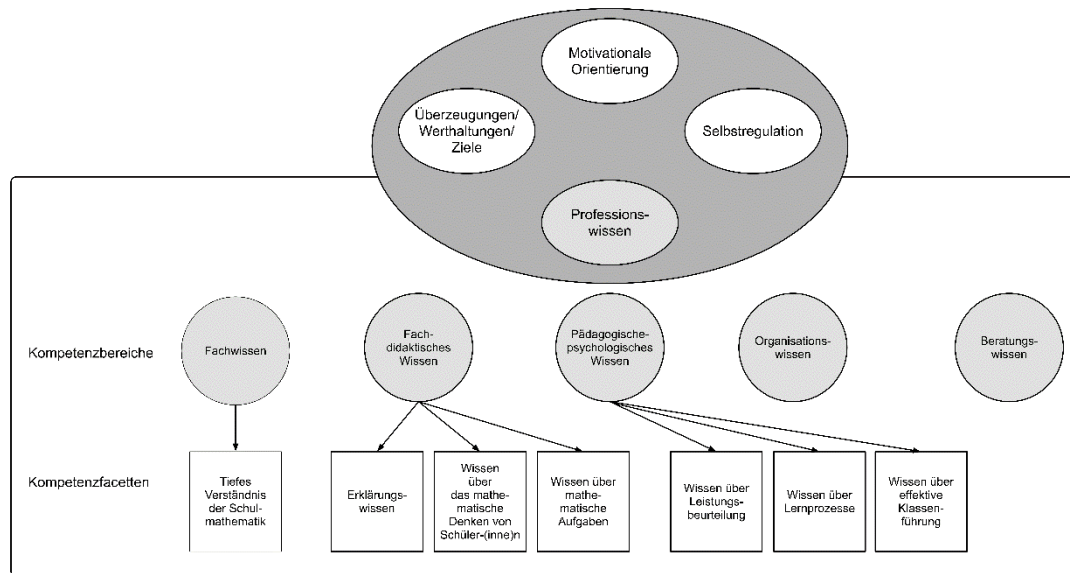 Motivationale
Orientierung
Überzeugungen/
Werthaltungen/
Ziele
Selbstregulation
Professions-
wissen
Kompetenzbereiche
Fachwissen
Fach-
didaktisches
Wissen
Pädagogische-
psychologisches
Wissen
Organisations-
wissen
Beratungs-
wissen
Kompetenzfacetten
Tiefes
Verständnis
der Schul-
mathematik
Erklärungs-
wissen
Wissen
über
das mathe-
matische
Denken von
Schüler-(inne)n
Wissen über
mathe-
matische
Aufgaben
Wissen über
Leistungs-
beurteilung
Wissen über
Lernprozesse
Wissen über
effektive
Klassen-
führung